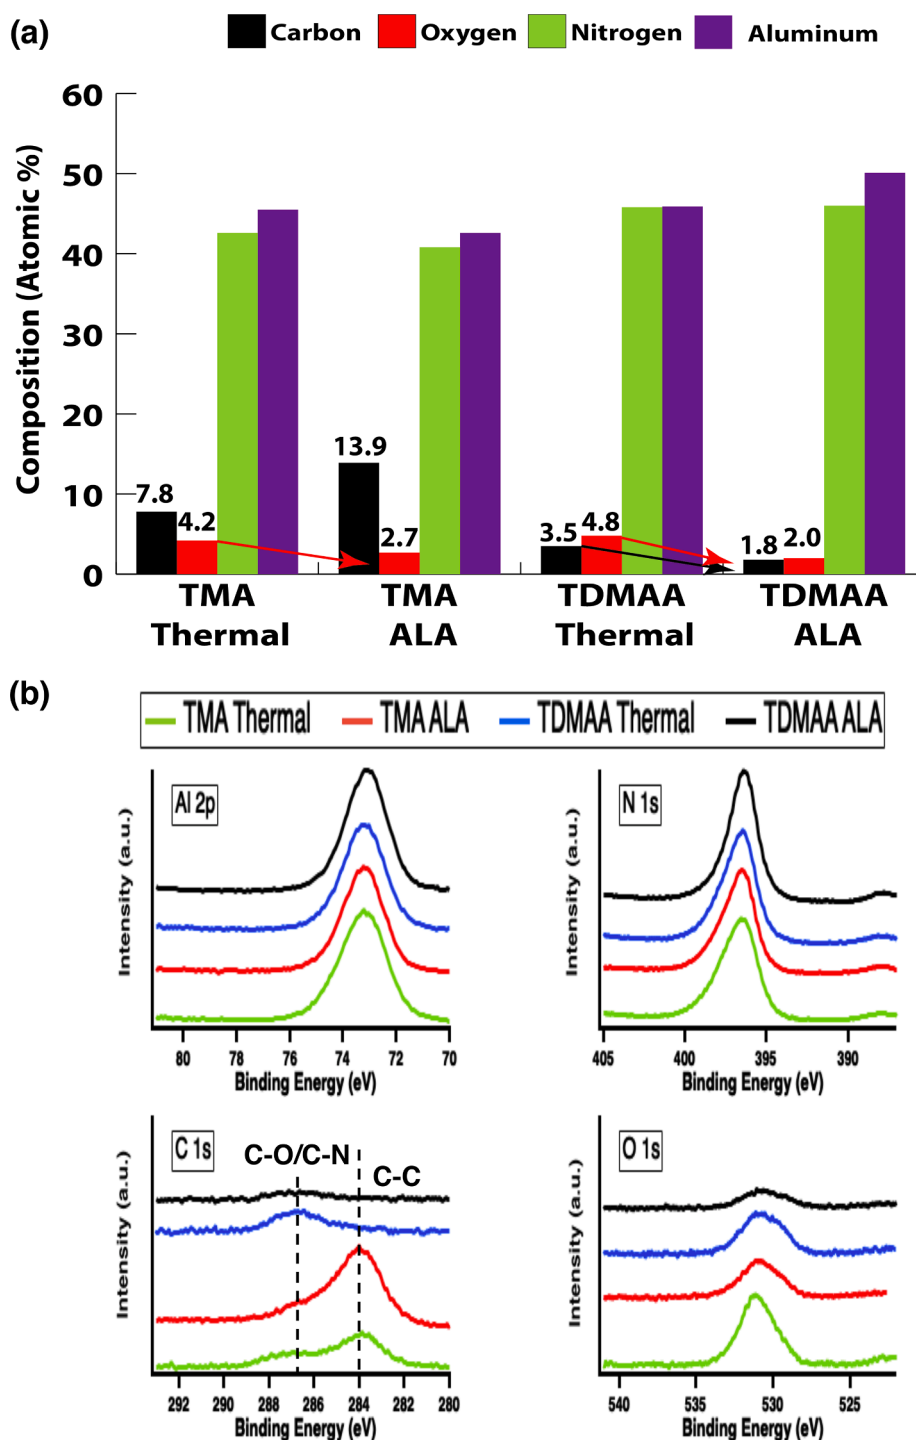 (a)
Carbon Oxygen Nitrogen Aluminum
Composition (Atomic %)
60
50
40
30
20
10
0
7.8 4.2 13.9 2.7 3.5 4.8 1.8 2.0
TMA TMA TDMAA TDMAA
Thermal ALA Thermal ALA
(b)
TMA Thermal TMA ALA TDMAA Thermal TDMAA ALA
Al 2p
Intensity (a.u.)
80 78 76 74 72 70
Binding Energy (eV)
N 1s
Intensity (a.u.)
405 400 395 390
Binding Energy (eV)
C 1s
C-O/C-N
C-C
Intensity (a.u.)
292 290 288 286 284 282 280
Binding Energy (eV)
O 1s
Intensity (a.u.)
540 535 530 525
Binding Energy (eV)